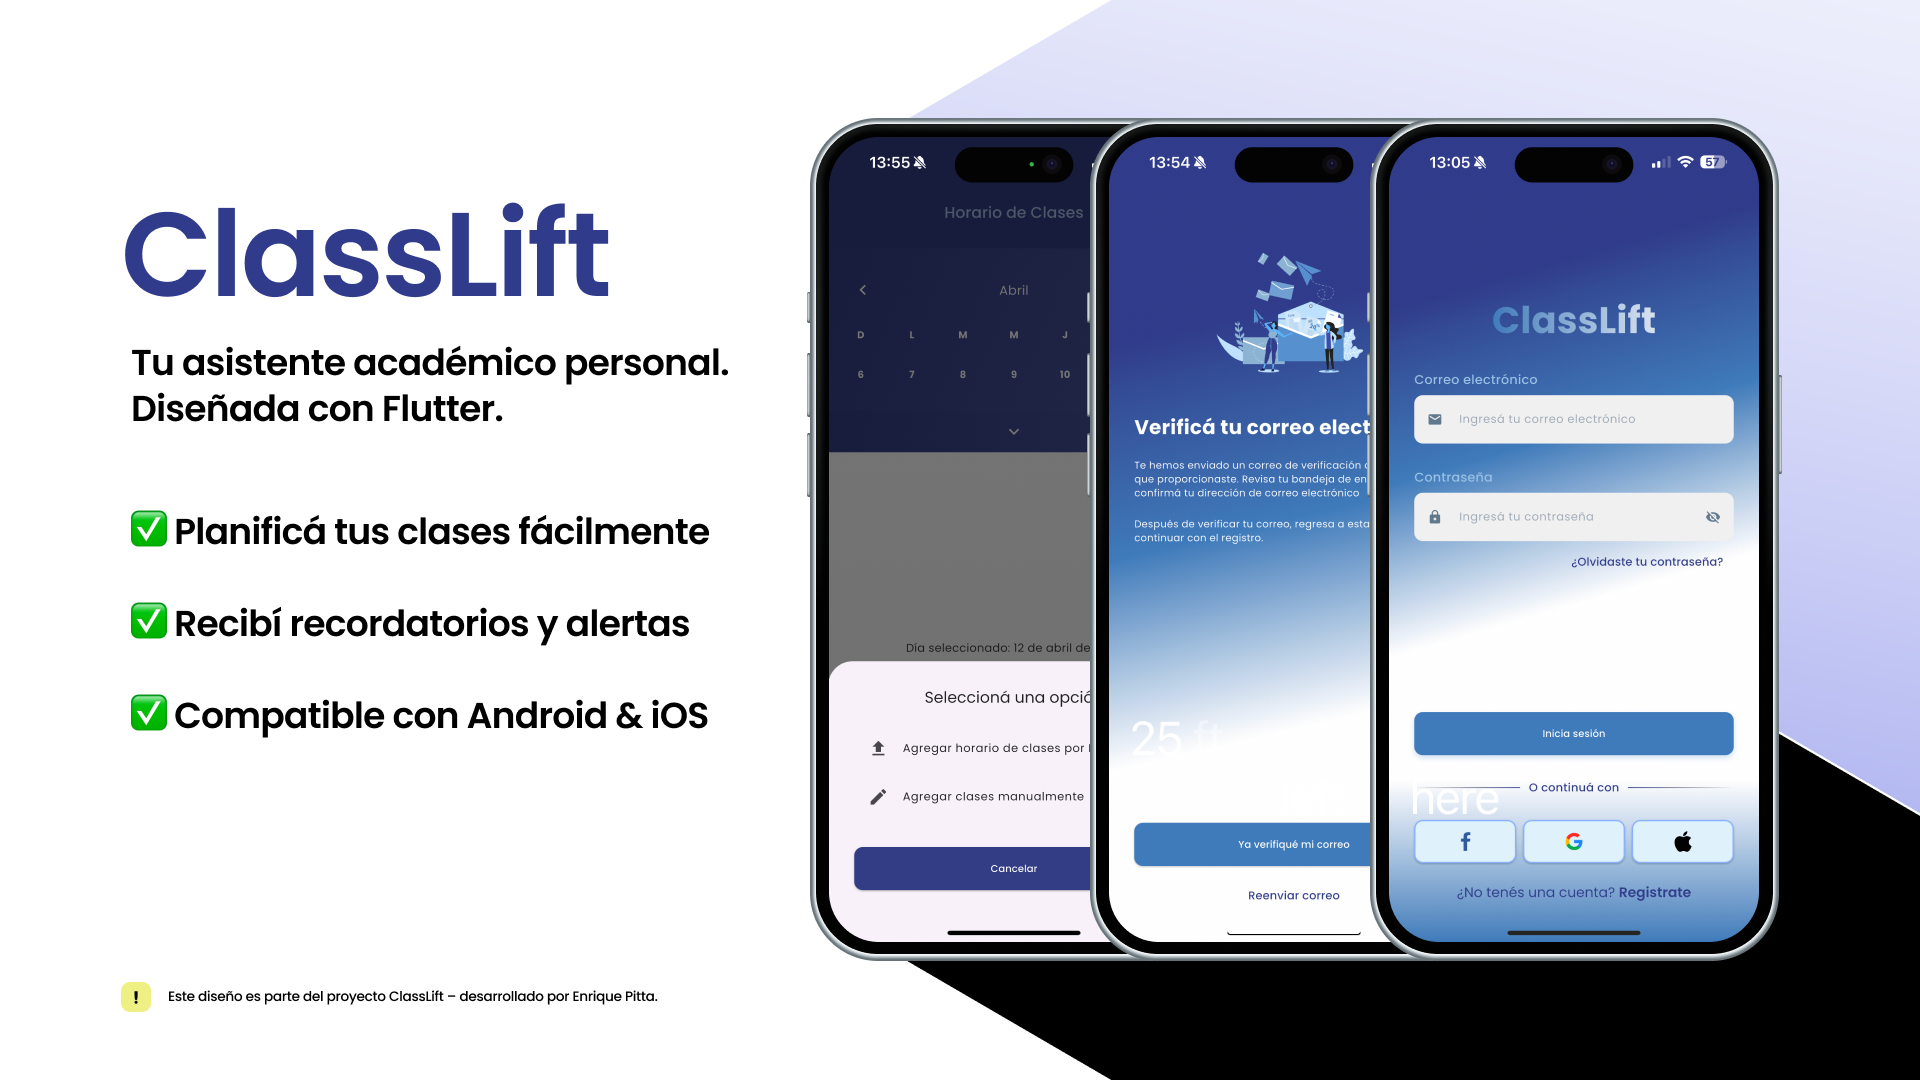 ClassLift
Tu asistente académico personal.
Diseñada con Flutter.
✅ Planificá tus clases fácilmente
✅ Recibí recordatorios y alertas
✅ Compatible con Android & iOS
! Este diseño es parte del proyecto ClassLift – desarrollado por Enrique Pitta.
13:55
Horario de Clases
Abril
D L M M J
6 7 8 9 10
Día seleccionado: 12 de abril de
Seleccioná una opció
Agregar horario de clases por
Agregar clases manualmente
Cancelar
13:54
Verificá tu correo elect
Te hemos enviado un correo de verificación
que proporcionaste. Revisa tu bandeja de en
confirmá tu dirección de correo electrónico
Después de verificar tu correo, regresa a esta
continuar con el registro.
25 ft
Ya verifiqué mi correo
Reenviar correo
13:05
57
ClassLift
Correo electrónico
Ingresá tu correo electrónico
Contraseña
Ingresá tu contraseña
¿Olvidaste tu contraseña?
Inicia sesión
O continuá con
here
¿No tenés una cuenta? Registrate